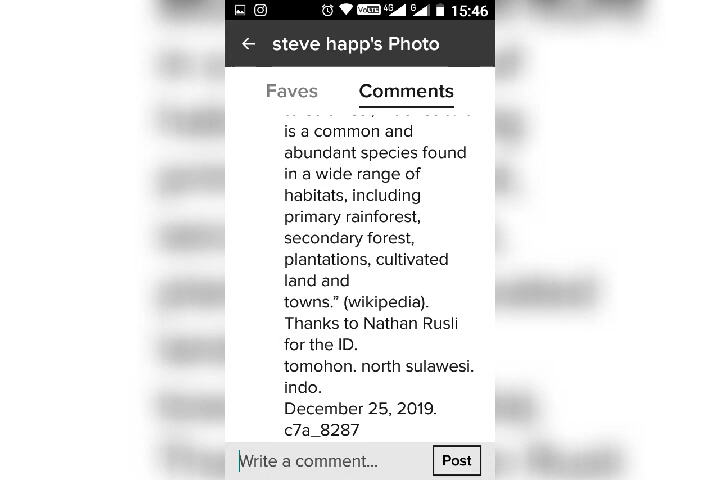 VoLTE 4G G 15:46
steve happ's Photo
Faves Comments
is a common and
abundant species found
in a wide range of
habitats, including
primary rainforest,
secondary forest,
plantations, cultivated
land and
towns.” (wikipedia).
Thanks to Nathan Rusli
for the ID.
tomohon. north sulawesi.
indo.
December 25, 2019.
c7a_8287
Write a comment... Post